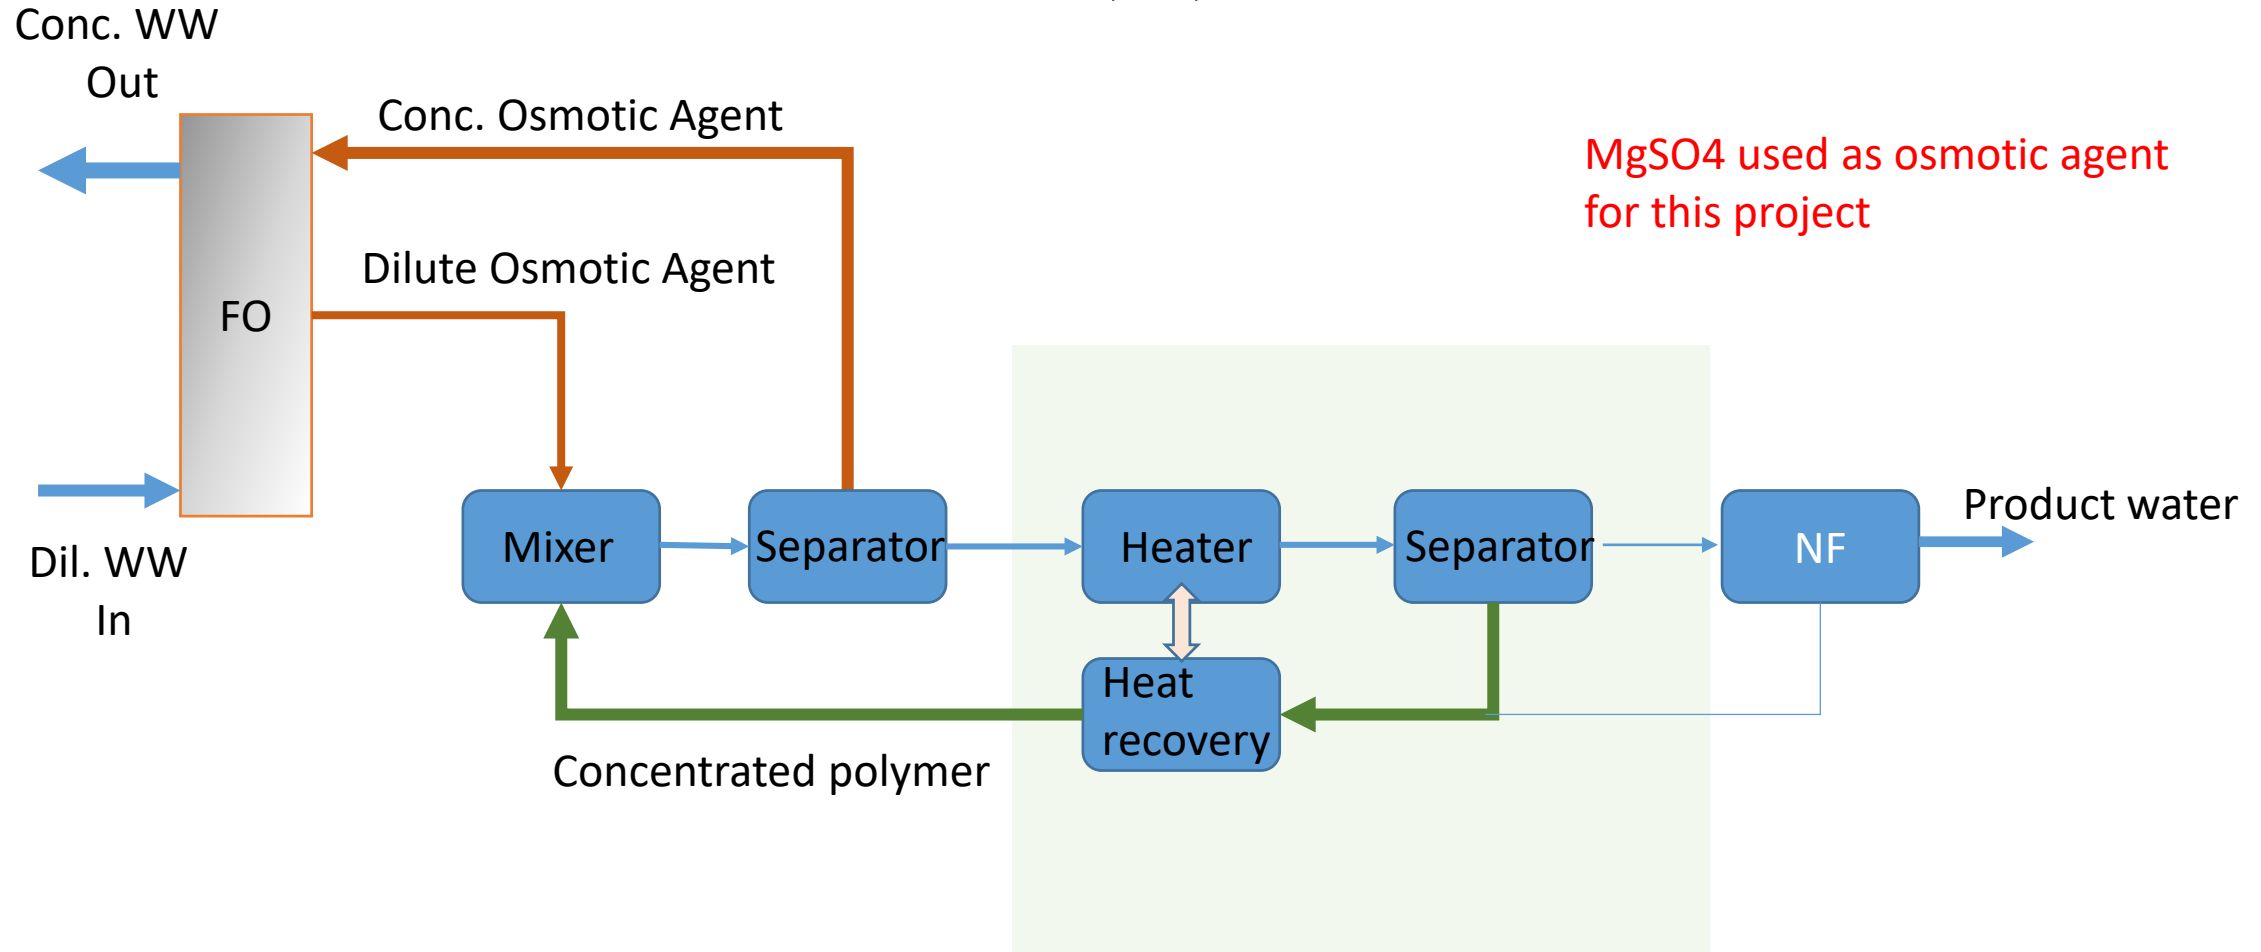 Conc. WW
Out
Conc. Osmotic Agent
MgSO4 used as osmotic agent
for this project
Dilute Osmotic Agent
FO
Product water
Mixer
Separator
Heater
Separator
NF
Dil. WW
In
Heat
recovery
Concentrated polymer